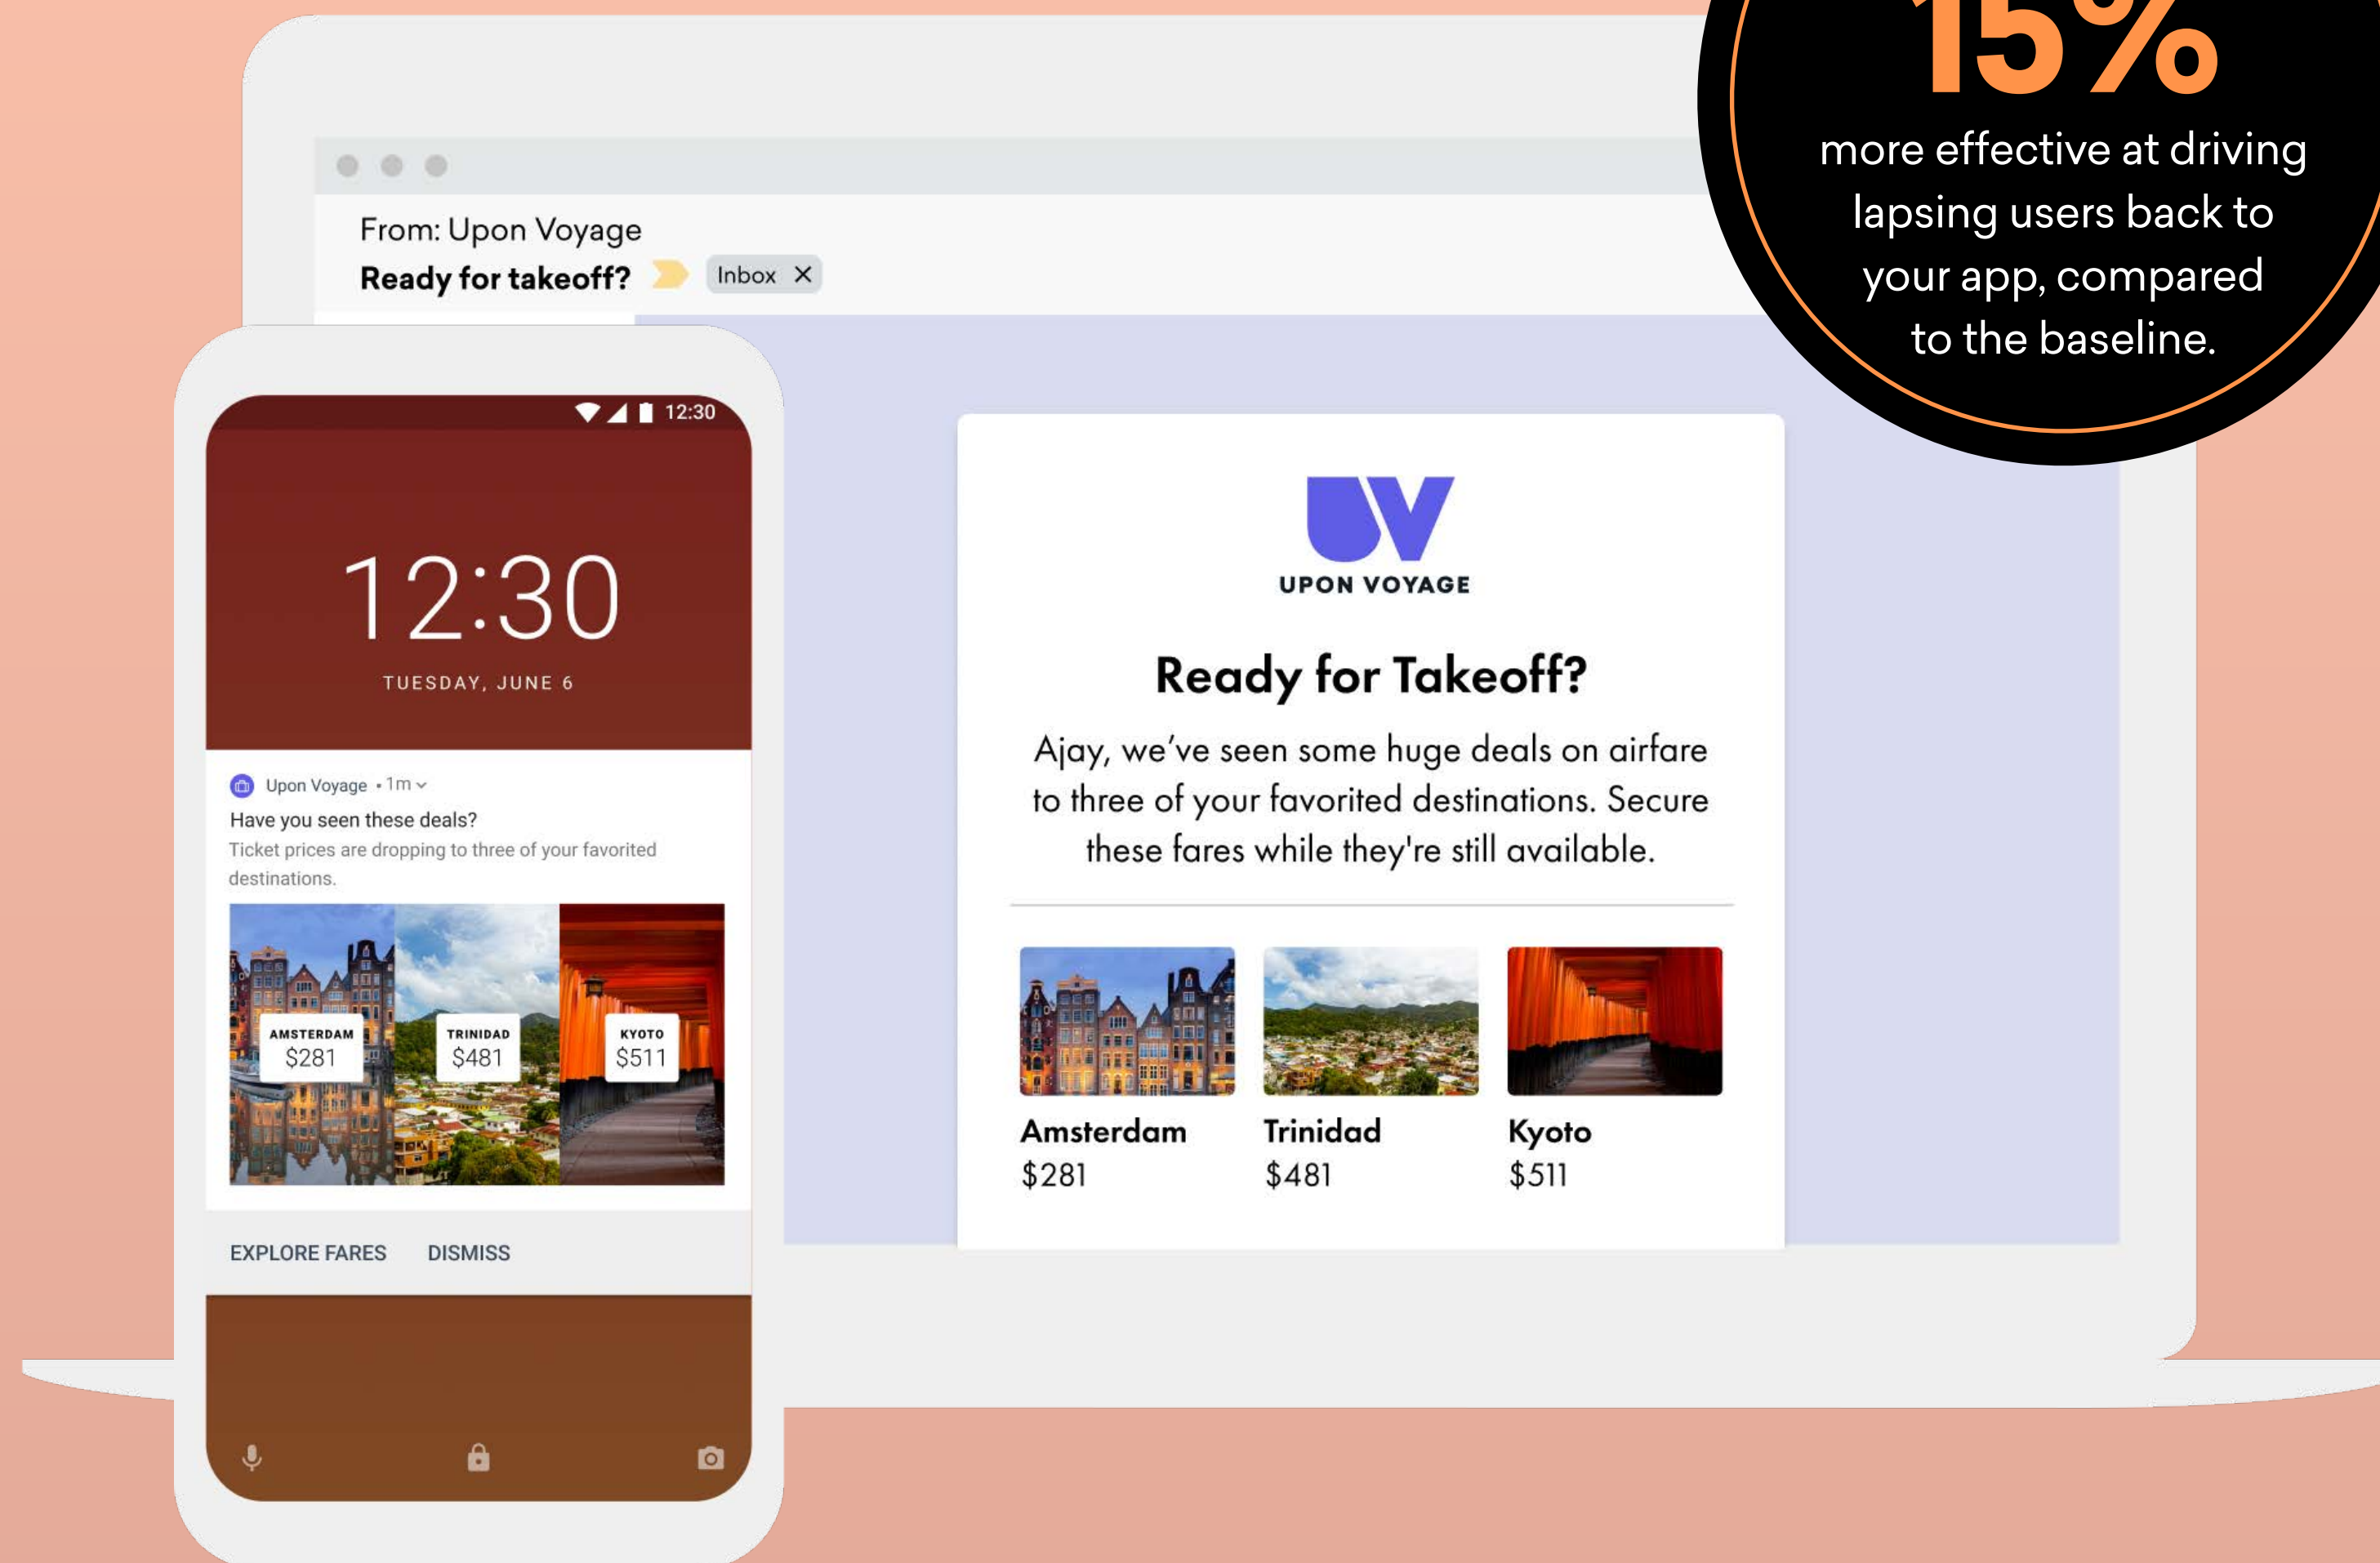 15%
more effective at driving
lapsing users back to
your app, compared
to the baseline.
From: Upon Voyage
Ready for takeoff?
Inbox X
12:30
12:30
TUESDAY, JUNE 6
Upon Voyage • 1m
Have you seen these deals?
Ticket prices are dropping to three of your favorited
destinations.
AMSTERDAM
$281
TRINIDAD
$481
KYOTO
$511
EXPLORE FARES DISMISS
UV
UPON VOYAGE
Ready for Takeoff?
Ajay, we've seen some huge deals on airfare
to three of your favorited destinations. Secure
these fares while they're still available.
Amsterdam
$281
Trinidad
$481
Kyoto
$511